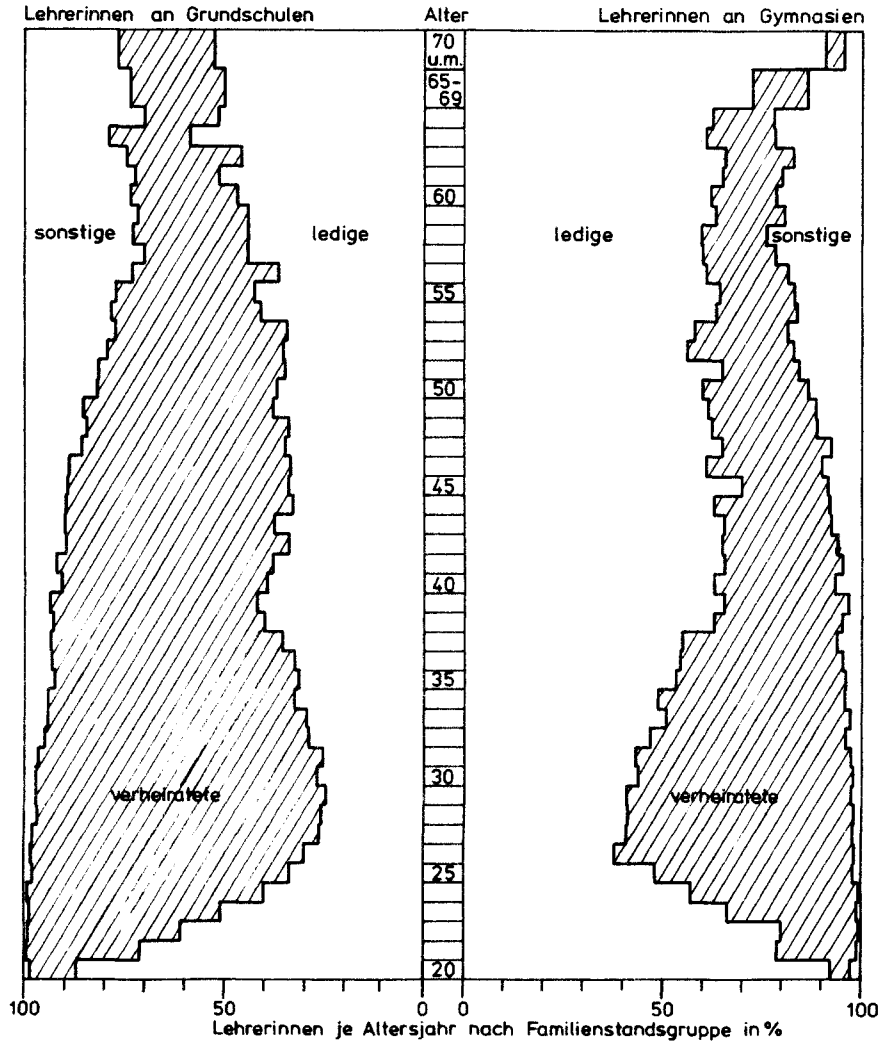 Lehrerinnen an Grundschulen Alter Lehrerinnen an Gymnasien
70
u.m.
65-
69
60
sonstige ledige ledige sonstige
55
50
45
40
35
30
verheiratete verheiratete
25
20
100 50 0 0 50 100
Lehrerinnen je Altersjahr nach Familienstandsgruppe in %